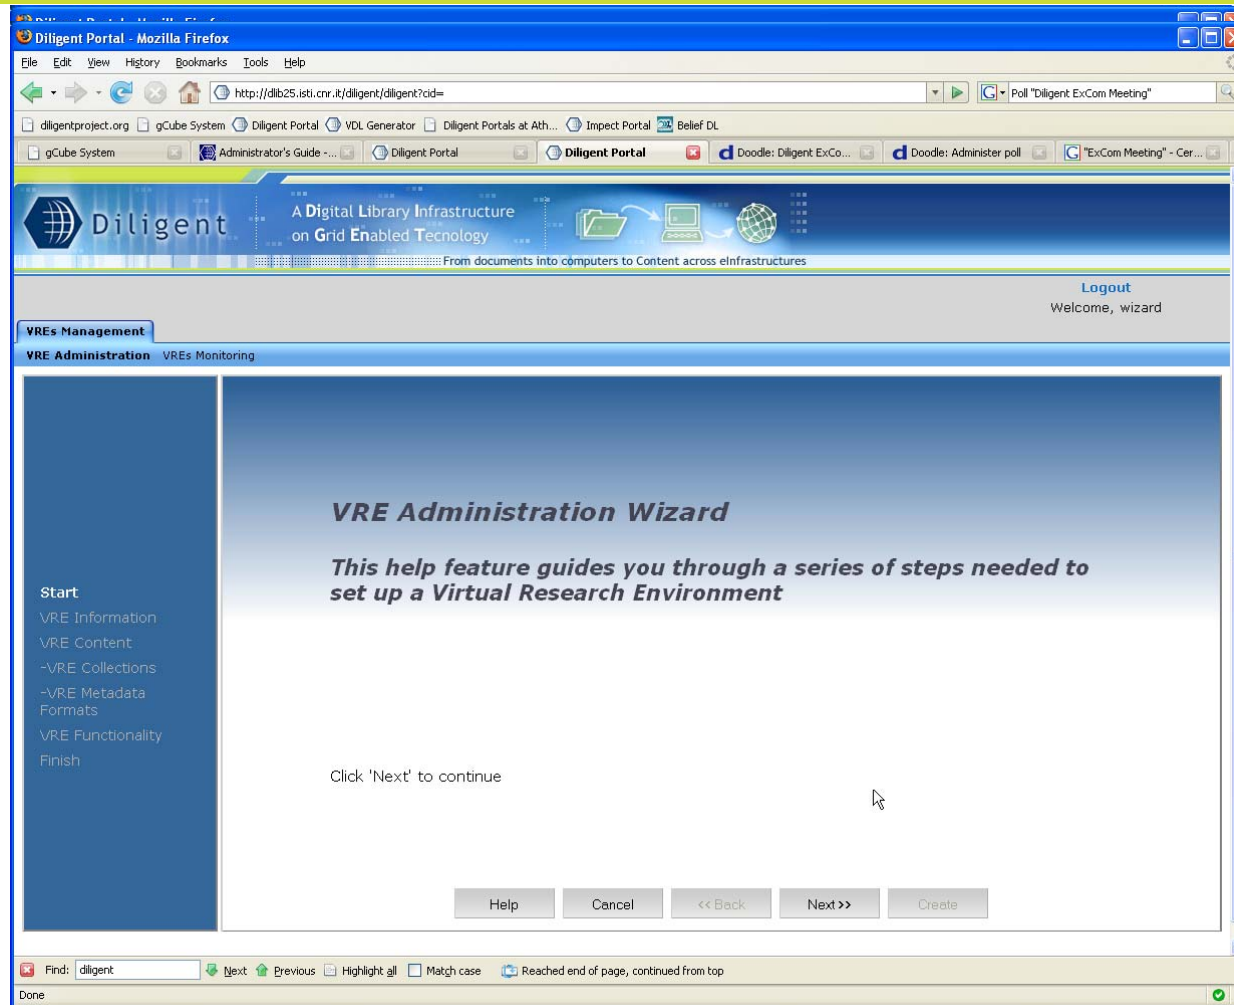 Diligent Portal - Mozilla Firefox
File Edit View History Bookmarks Tools Help
http://dlib25.isti.cnr.it/diligent/diligent?cid=
Poll "Diligent ExCom Meeting"
diligentproject.org gCube System Diligent Portal VDL Generator Diligent Portals at Ath... Impect Portal Belief DL
gCube System Administrator's Guide -... Diligent Portal Diligent Portal Doodle: Diligent ExCo... Doodle: Administer poll "ExCom Meeting" - Cer...
Diligent
A Digital Library Infrastructure
on Grid Enabled Tecnology
From documents into computers to Content across eInfrastructures
Logout
Welcome, wizard
VREs Management
VRE Administration VREs Monitoring
VRE Administration Wizard
This help feature guides you through a series of steps needed to
set up a Virtual Research Environment
Start
VRE Information
VRE Content
-VRE Collections
-VRE Metadata
Formats
VRE Functionality
Finish
Click 'Next' to continue
Help Cancel << Back Next >> Create
Find: diligent Next Previous Highlight all Match case Reached end of page, continued from top
Done